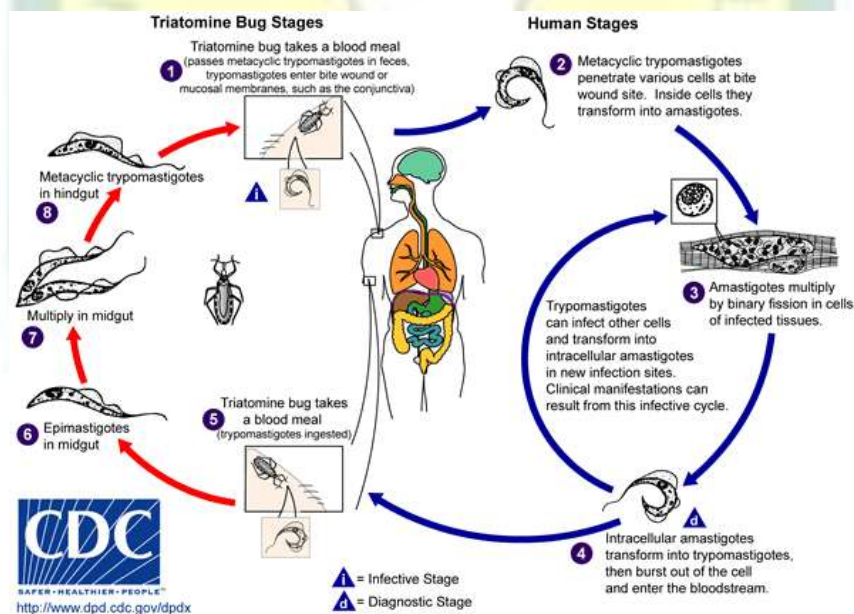 Triatomine Bug Stages
Human Stages
Triatomine bug takes a blood meal
(passes metacyclic trypomastigotes in feces,
trypomastigotes enter bite wound or
mucosal membranes, such as the conjunctiva)
1
i
2
Metacyclic trypomastigotes
penetrate various cells at bite
wound site. Inside cells they
transform into amastigotes.
3
Amastigotes multiply
by binary fission in cells
of infected tissues.
Trypomastigotes
can infect other cells
and transform into
intracellular amastigotes
in new infection sites.
Clinical manifestations can
result from this infective cycle.
d
4
Intracellular amastigotes
transform into trypomastigotes,
then burst out of the cell
and enter the bloodstream.
5
Triatomine bug takes
a blood meal
(trypomastigotes ingested)
6
Epimastigotes
in midgut
Multiply in midgut
7
Metacyclic trypomastigotes
in hindgut
8
i = Infective Stage
d = Diagnostic Stage
CDC
SAFER•HEALTHIER•PEOPLE™
http://www.dpd.cdc.gov/dpdx